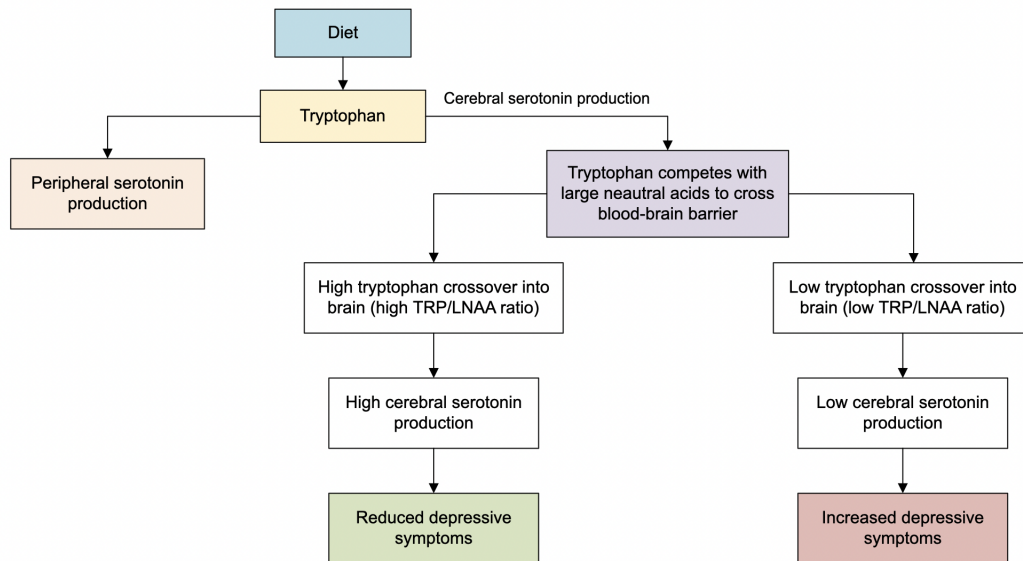 Diet
Tryptophan
Cerebral serotonin production
Peripheral serotonin
production
Tryptophan competes with
large neautral acids to cross
blood-brain barrier
High tryptophan crossover into
brain (high TRP/LNAA ratio)
Low tryptophan crossover into
brain (low TRP/LNAA ratio)
High cerebral serotonin
production
Low cerebral serotonin
production
Reduced depressive
symptoms
Increased depressive
symptoms